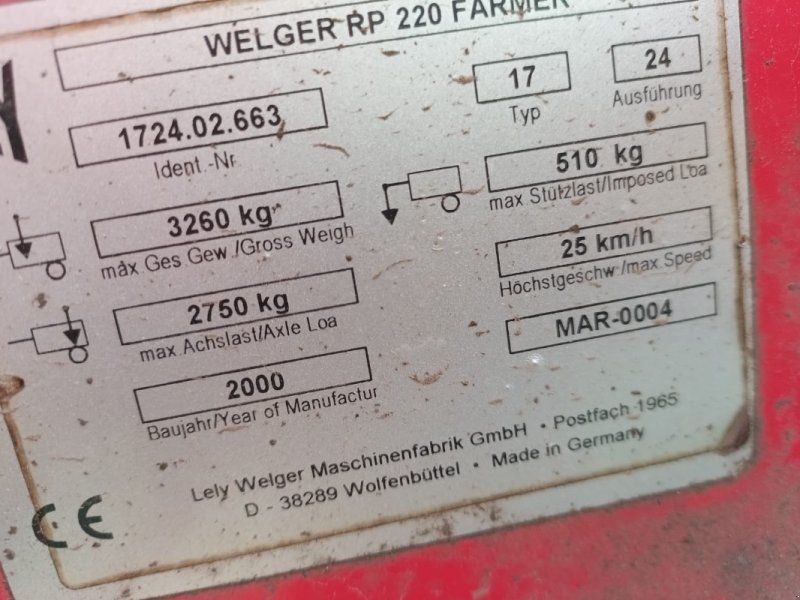 WELGER RP 220 FARMER
17
24
Typ
Ausführung
1724.02.663
Ident.-Nr.
510 kg
max Stützlast/Imposed Loa
3260 kg
max Ges Gew./Gross Weigh
25 km/h
Höchstgeschw./max.Speed
2750 kg
max.Achslast/Axle Loa
MAR-0004
2000
Baujahr/Year of Manufactur
Lely Welger Maschinenfabrik GmbH • Postfach 1965
D - 38289 Wolfenbüttel • Made in Germany
CE